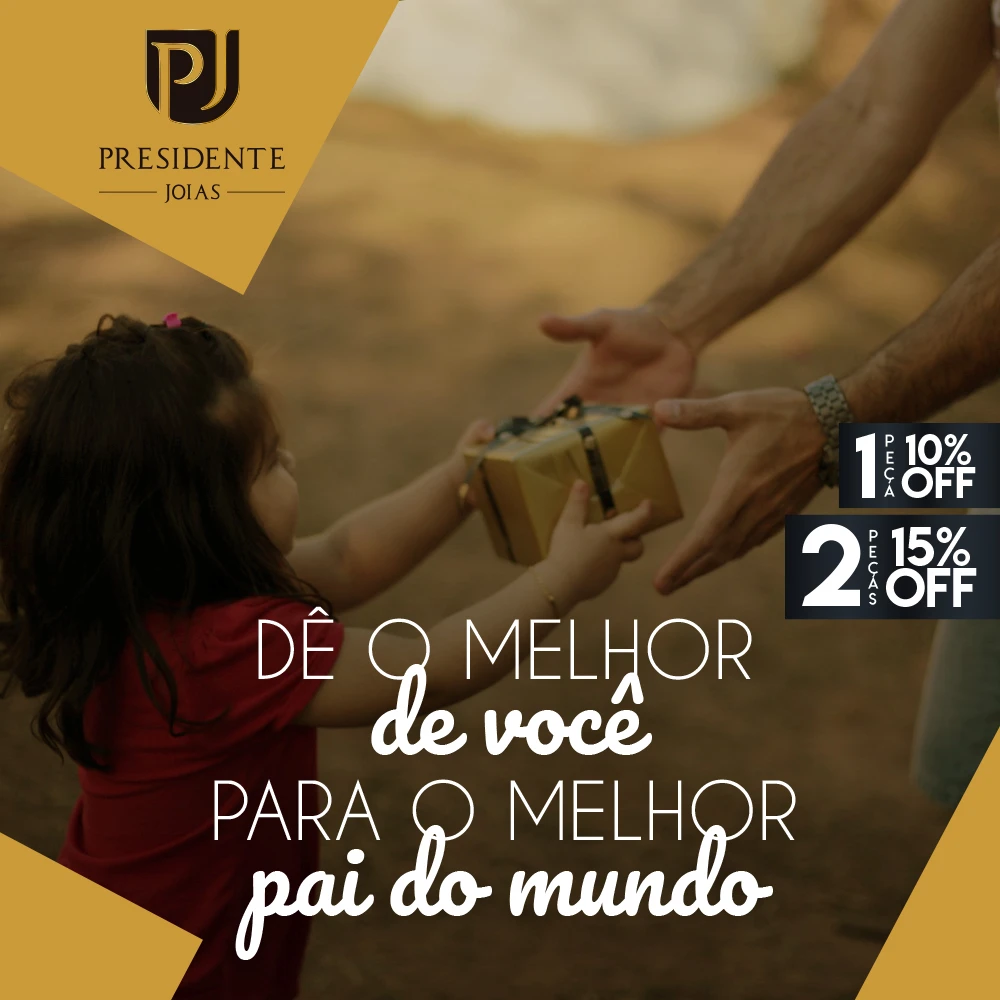 PJ
PRESIDENTE
JOIAS
1 PEÇA 10% OFF
2 PEÇAS 15% OFF
DÊ O MELHOR
de você
PARA O MELHOR
pai do mundo